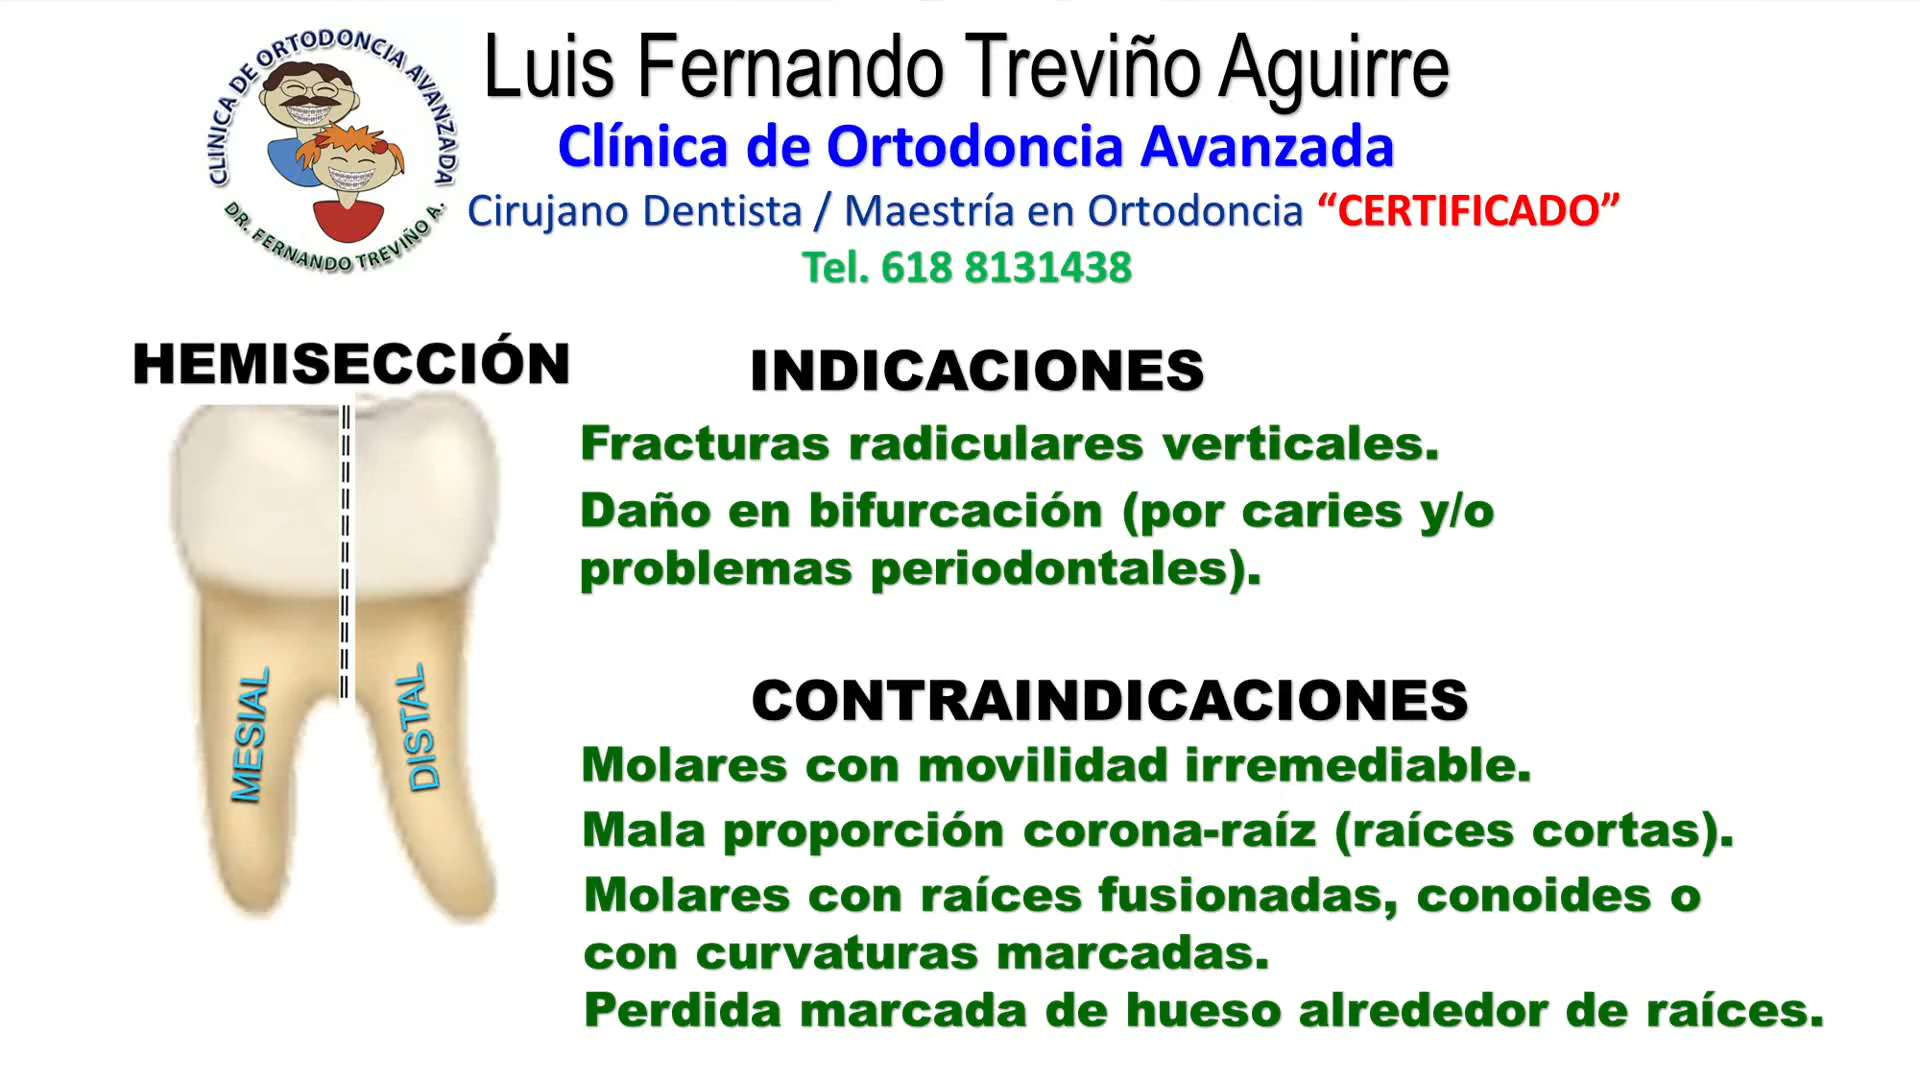 CLINICA DE ORTODONCIA AVANZADA
DR. FERNANDO TREVIÑO A.
Luis Fernando Treviño Aguirre
Clínica de Ortodoncia Avanzada
Cirujano Dentista / Maestría en Ortodoncia “CERTIFICADO”
Tel. 618 8131438
HEMISECCIÓN
MESIAL
DISTAL
INDICACIONES
Fracturas radiculares verticales.
Daño en bifurcación (por caries y/o
problemas periodontales).
CONTRAINDICACIONES
Molares con movilidad irremediable.
Mala proporción corona-raíz (raíces cortas).
Molares con raíces fusionadas, conoides o
con curvaturas marcadas.
Perdida marcada de hueso alrededor de raíces.